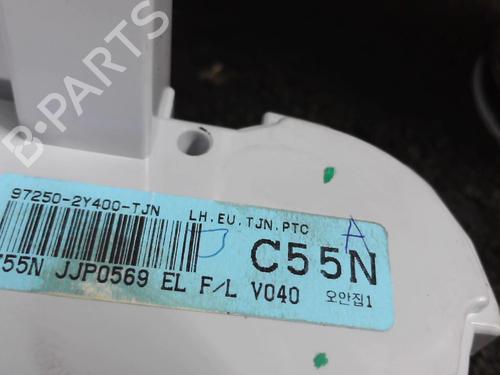 B-PARTS
97250-2Y400-TJN
LH.EU.TJN.PTC
A
C55N
55N JJP0569 EL F/L V040
오안집1